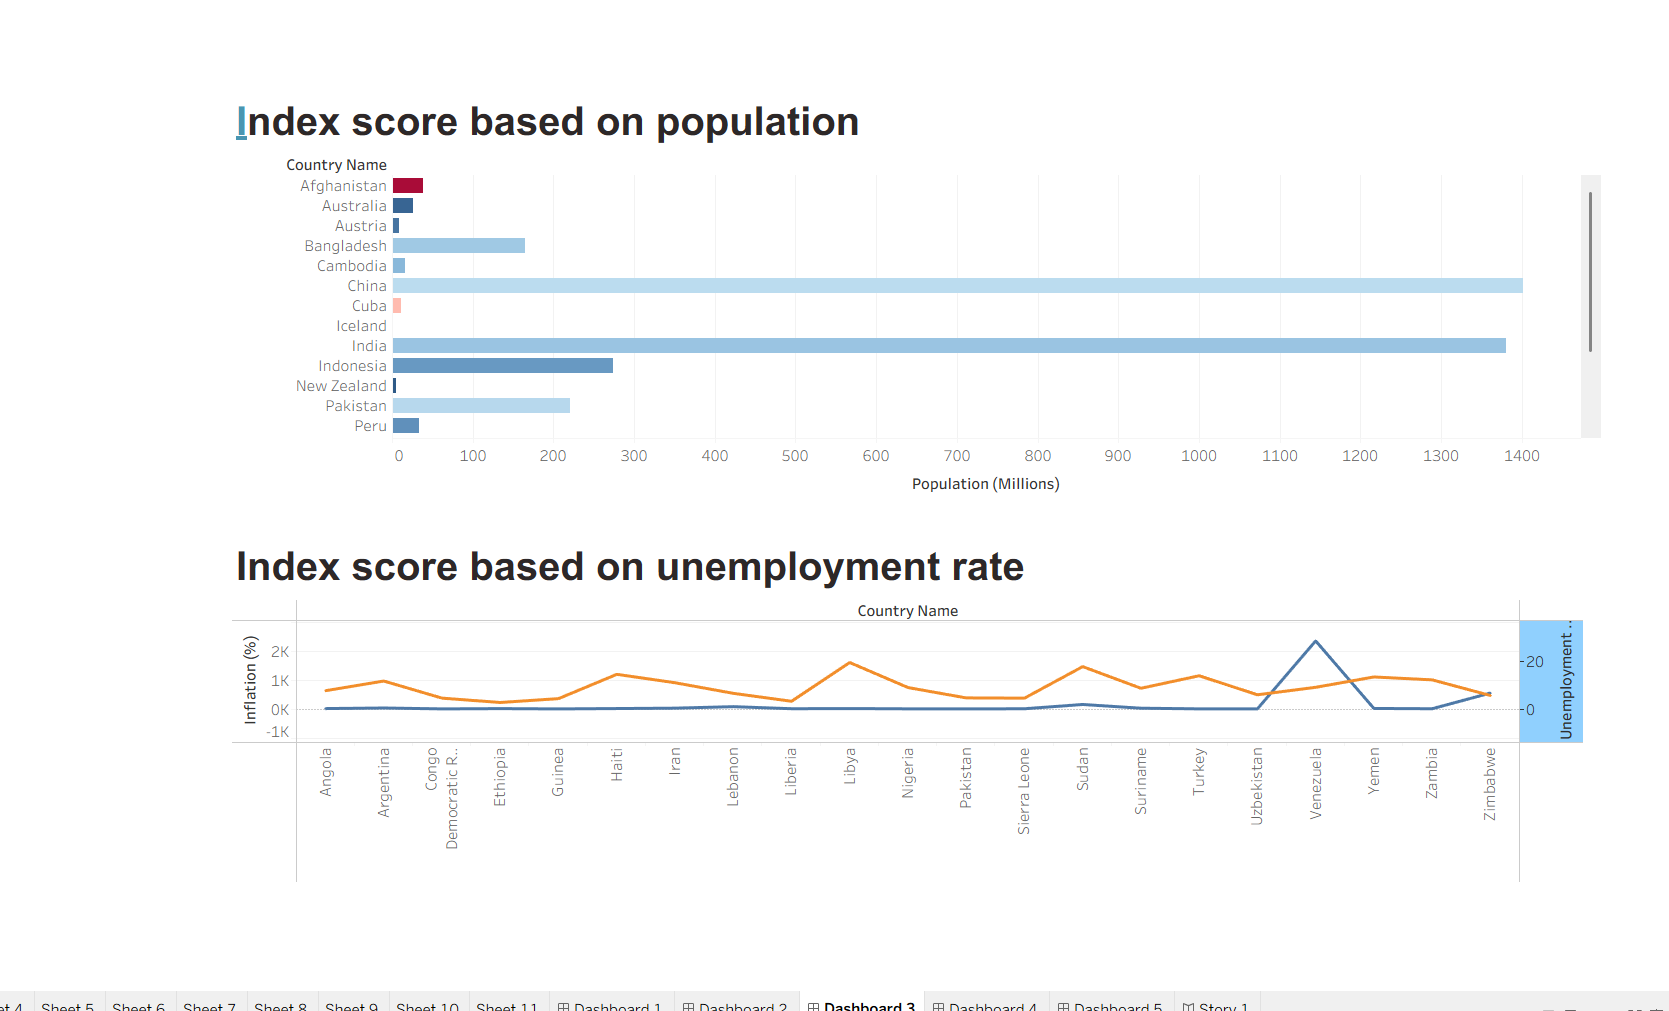 Index score based on population
Country Name
Afghanistan
Australia
Austria
Bangladesh
Cambodia
China
Cuba
Iceland
India
Indonesia
New Zealand
Pakistan
Peru
0 100 200 300 400 500 600 700 800 900 1000 1100 1200 1300 1400
Population (Millions)
Index score based on unemployment rate
Country Name
Inflation (%)
2K
1K
0K
-1K
20
0
Unemployment ..
Angola
Argentina
Congo
Democratic R..
Ethiopia
Guinea
Haiti
Iran
Lebanon
Liberia
Libya
Nigeria
Pakistan
Sierra Leone
Sudan
Suriname
Turkey
Uzbekistan
Venezuela
Yemen
Zambia
Zimbabwe
et 4 Sheet 5 Sheet 6 Sheet 7 Sheet 8 Sheet 9 Sheet 10 Sheet 11 Dashboard 1 Dashboard 2 Dashboard 3 Dashboard 4 Dashboard 5 Story 1